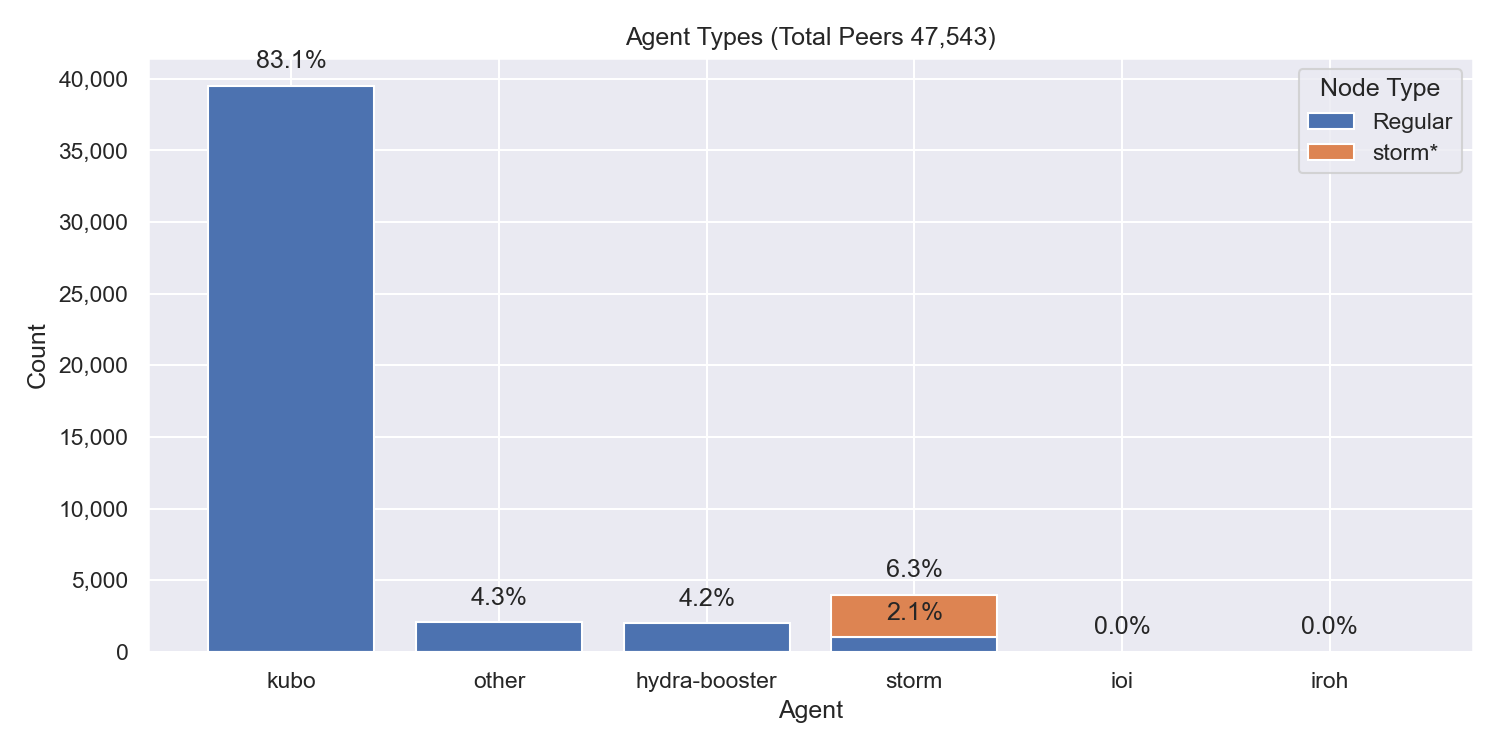 Agent Types (Total Peers 47,543)
83.1%
40,000
35,000
30,000
25,000
20,000
15,000
10,000
5,000
0
Count
4.3%
4.2%
6.3%
2.1%
0.0%
0.0%
Node Type
Regular
storm*
kubo
other
hydra-booster
storm
ioi
iroh
Agent